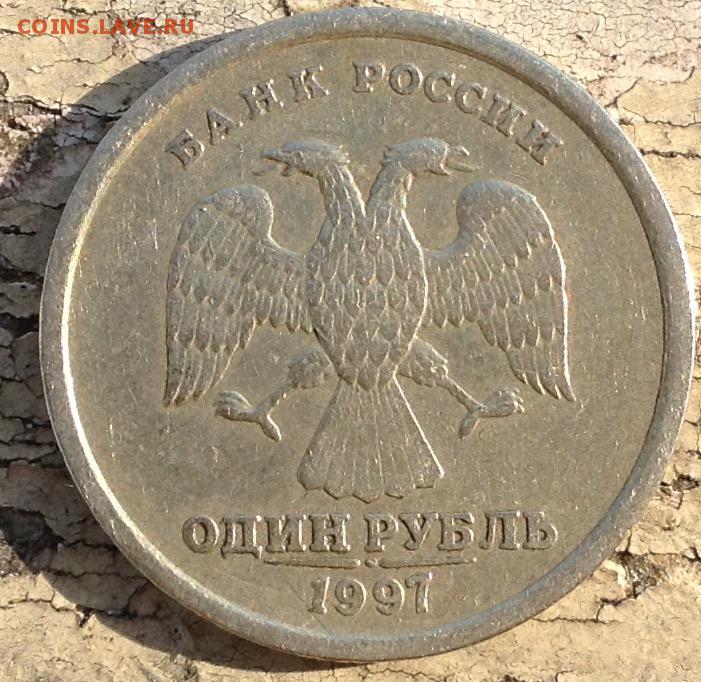 COINS.LAVE.RU
БАНК РОССИИ
ОДИН РУБЛЬ
1997